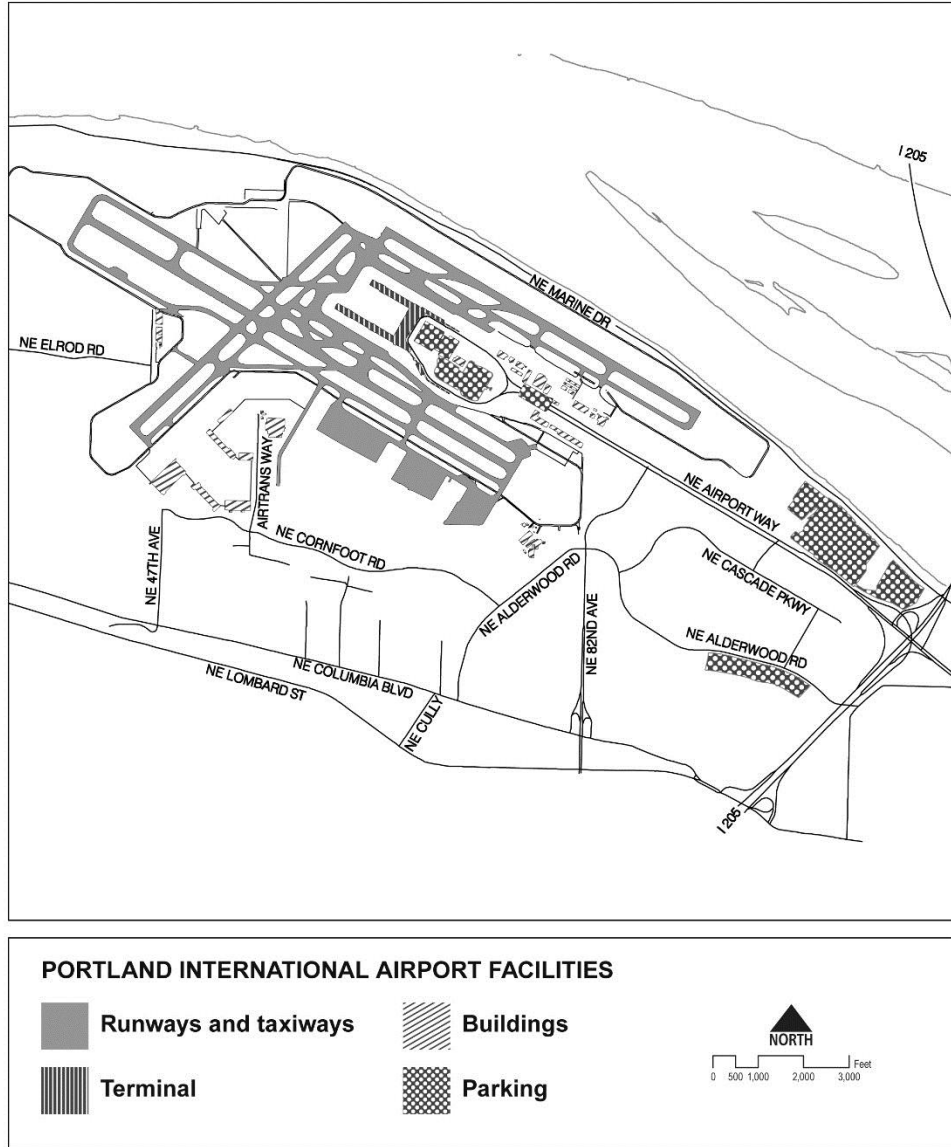 I 205
NE MARINE DR
NE ELROD RD
NE AIRPORT WAY
AIRTRANS WAY
NE CORNFOOT RD
NE 47TH AVE
NE CASCADE PKWY
NE ALDERWOOD RD
NE 82ND AVE
NE ALDERWOOD RD
NE COLUMBIA BLVD
NE LOMBARD ST
NE CULLY
I 205
PORTLAND INTERNATIONAL AIRPORT FACILITIES
Runways and taxiways
Buildings
Terminal
Parking
NORTH
Feet
0 500 1,000 2,000 3,000